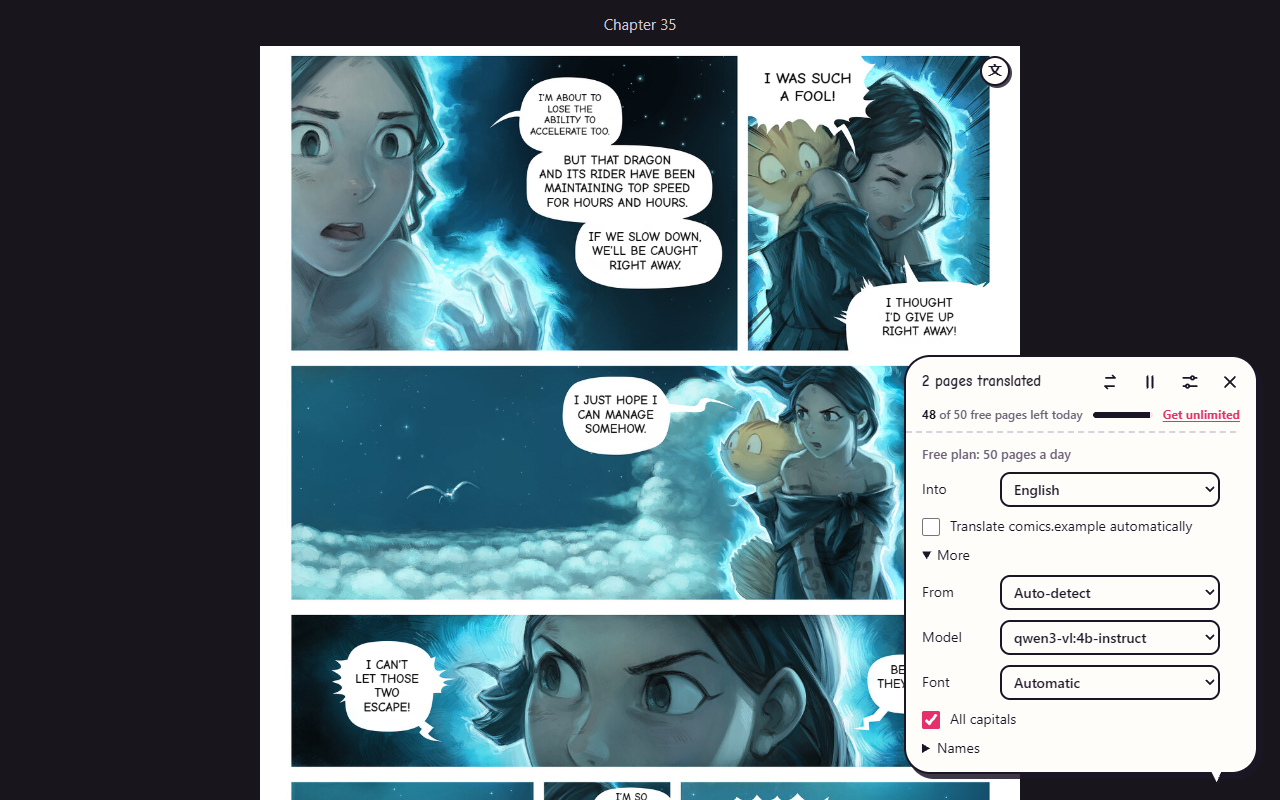 Chapter 35
I'M ABOUT TO
LOSE THE
ABILITY TO
ACCELERATE TOO.
BUT THAT DRAGON
AND ITS RIDER HAVE BEEN
MAINTAINING TOP SPEED
FOR HOURS AND HOURS.
IF WE SLOW DOWN,
WE'LL BE CAUGHT
RIGHT AWAY.
I WAS SUCH
A FOOL!
文
I THOUGHT
I'D GIVE UP
RIGHT AWAY!
I JUST HOPE I
CAN MANAGE
SOMEHOW.
I CAN'T
LET THOSE
TWO
ESCAPE!
BE
THEY
I'M SO
2 pages translated
48 of 50 free pages left today
Get unlimited
Free plan: 50 pages a day
Into
English
Translate comics.example automatically
More
From
Auto-detect
Model
qwen3-vl:4b-instruct
Font
Automatic
All capitals
Names